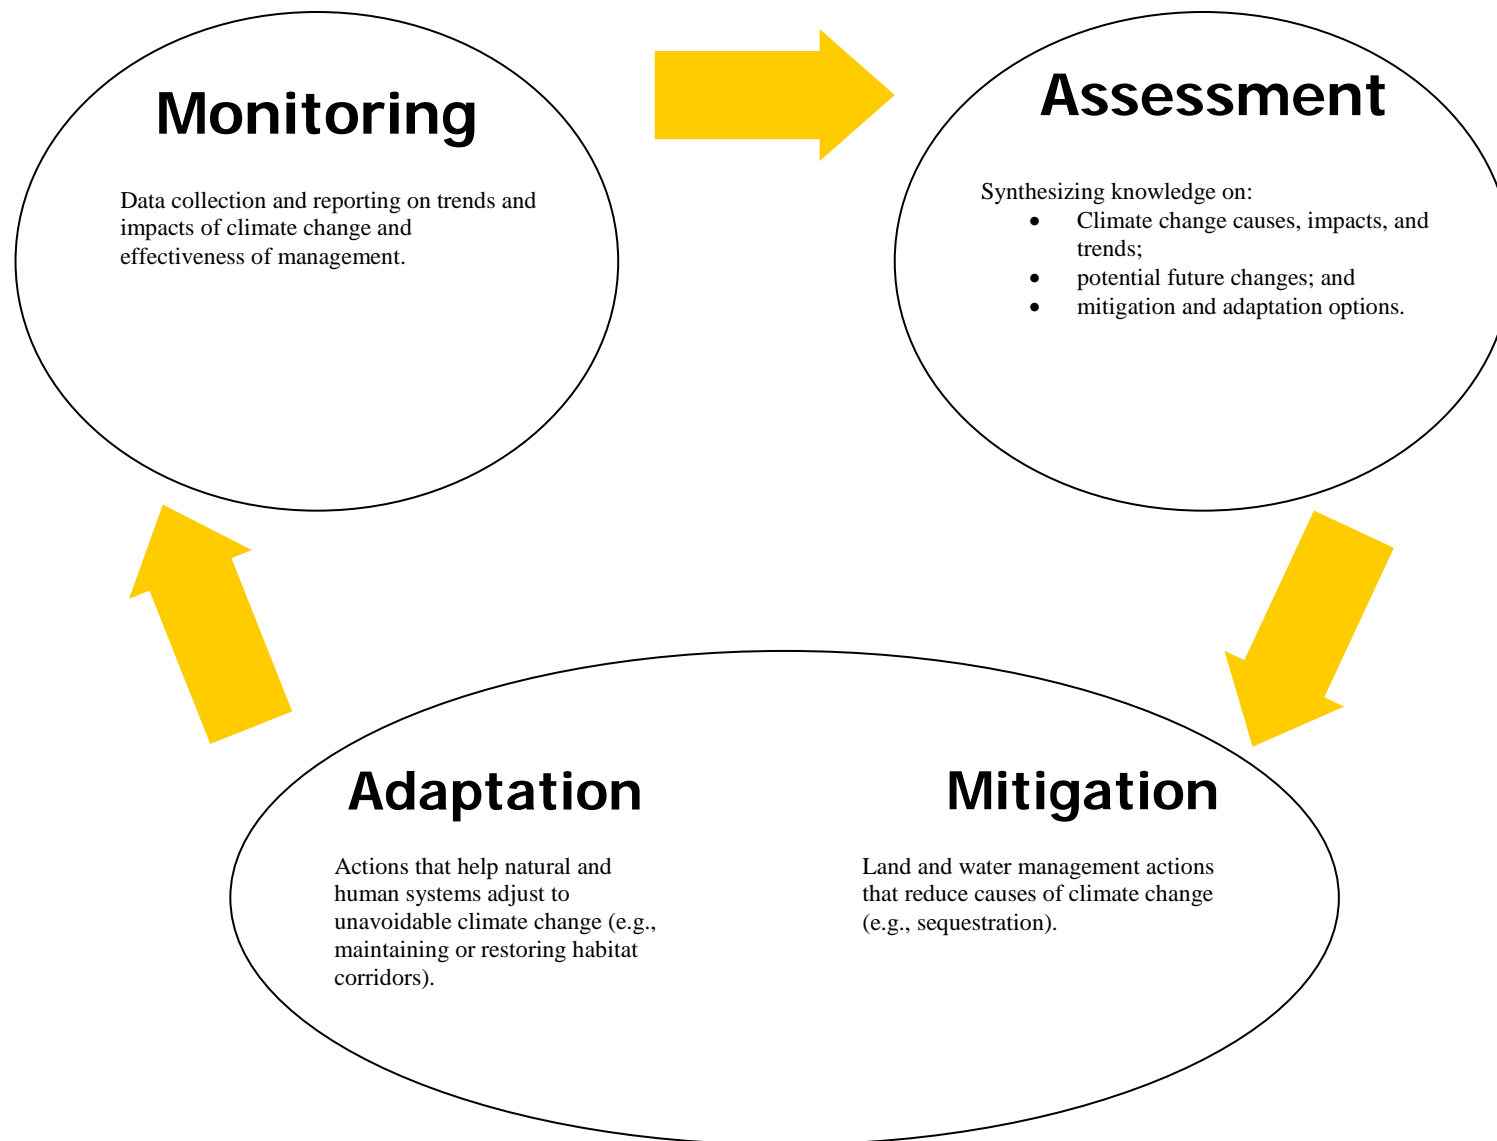 Monitoring
Data collection and reporting on trends and
impacts of climate change and
effectiveness of management.
Assessment
Synthesizing knowledge on:
• Climate change causes, impacts, and
trends;
• potential future changes; and
• mitigation and adaptation options.
Adaptation
Actions that help natural and
human systems adjust to
unavoidable climate change (e.g.,
maintaining or restoring habitat
corridors).
Mitigation
Land and water management actions
that reduce causes of climate change
(e.g., sequestration).